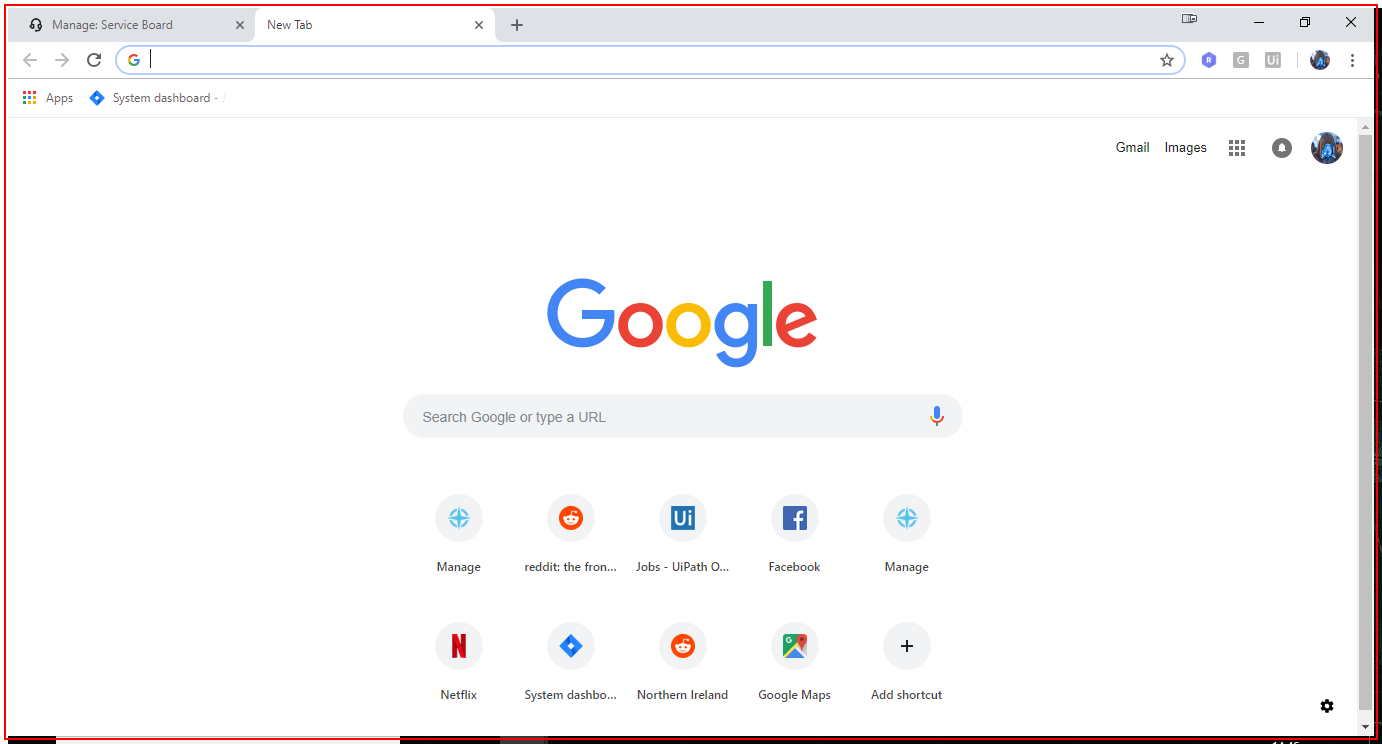 Manage: Service Board
New Tab
Apps
System dashboard -
Gmail
Images
Google
Search Google or type a URL
Manage
reddit: the fron...
Jobs - UiPath O...
Facebook
Manage
Netflix
System dashbo...
Northern Ireland
Google Maps
Add shortcut